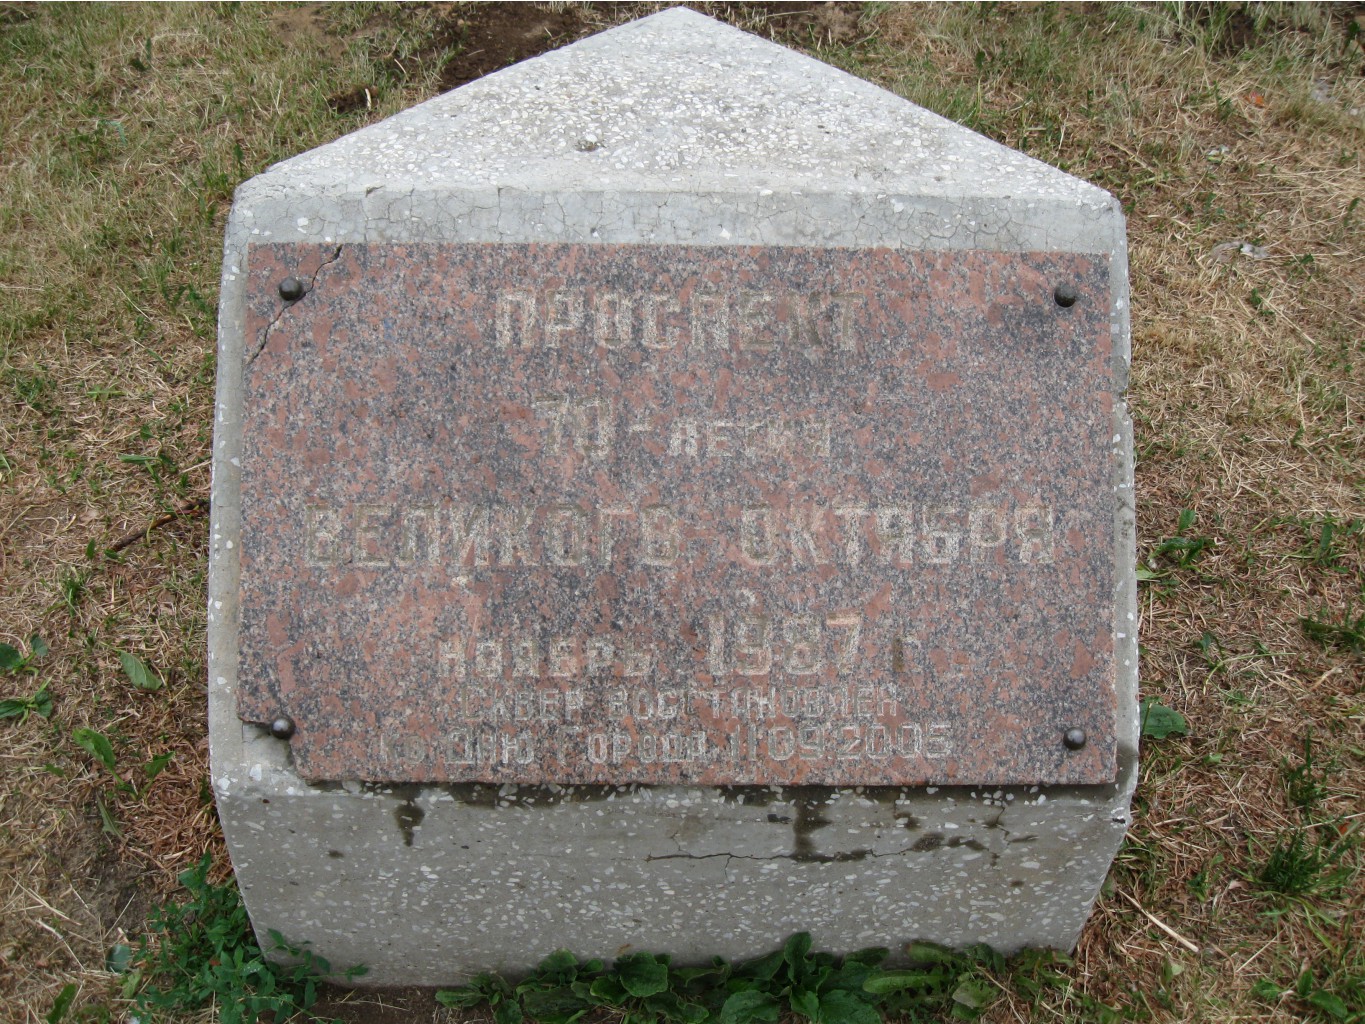 ПРОСПЕКТ
70-летия
ВЕЛИКОГО ОКТЯБРЯ
Ноябрь 1987 г.
Сквер восстановлен
Ко Дню Города 11.09.2005